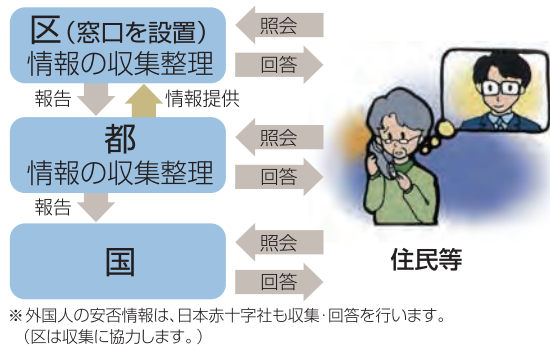 区（窓口を設置）
情報の収集整理
照会
回答
報告
情報提供
都
情報の収集整理
照会
回答
報告
国
照会
回答
住民等
※外国人の安否情報は、日本赤十字社も収集・回答を行います。
（区は収集に協力します。）